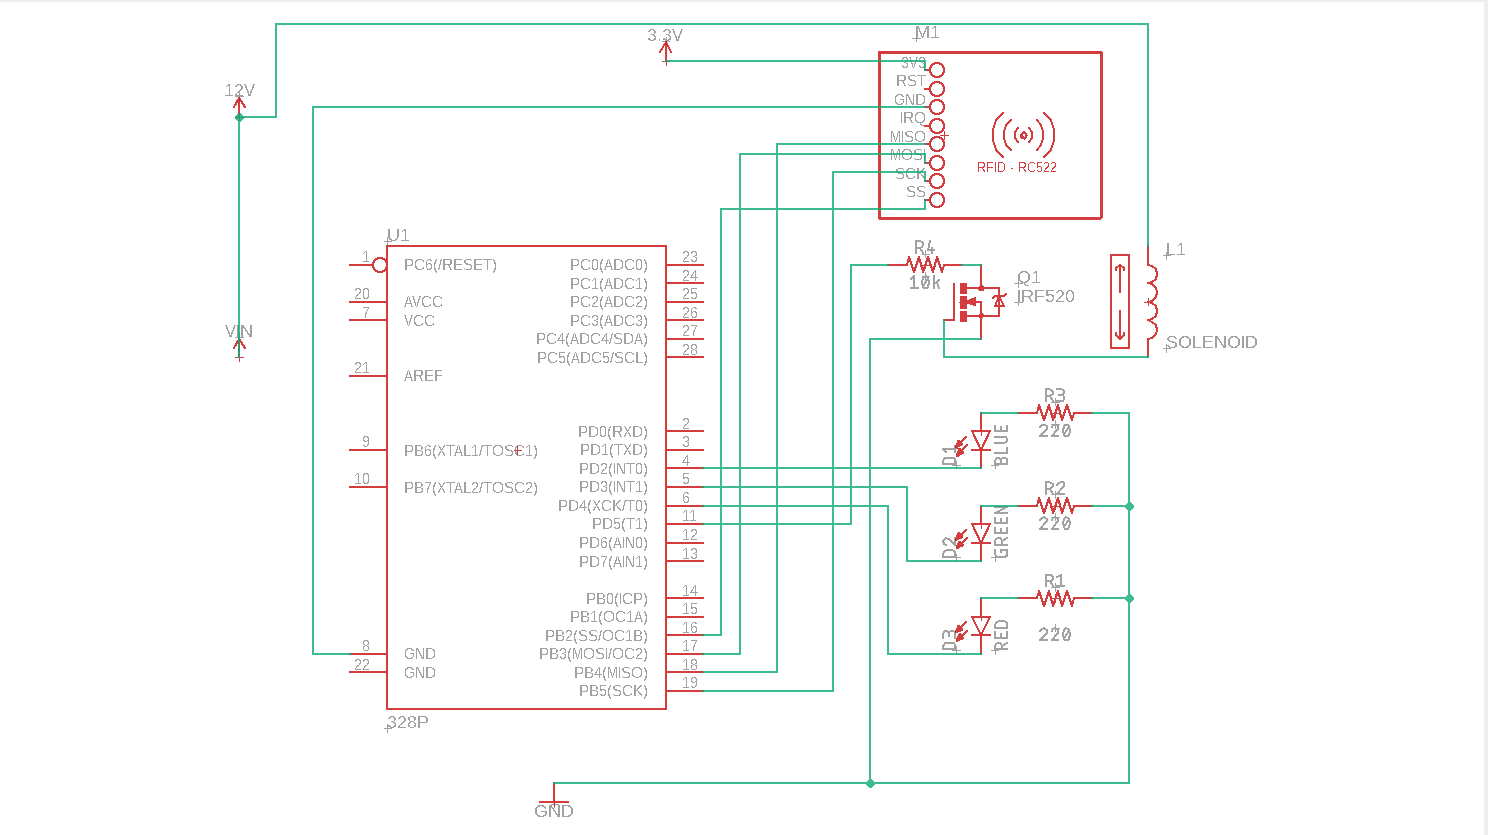 3.3V
M1
12V
3V3
RST
GND
IRQ
MISO
MOSI
SCK
SS
RFID - RC522
VIN
U1
1 PC6(/RESET)
20 AVCC
7 VCC
21 AREF
9 PB6(XTAL1/TOSC1)
10 PB7(XTAL2/TOSC2)
8 GND
22 GND
PC0(ADC0) 23
PC1(ADC1) 24
PC2(ADC2) 25
PC3(ADC3) 26
PC4(ADC4/SDA) 27
PC5(ADC5/SCL) 28
PD0(RXD) 2
PD1(TXD) 3
PD2(INT0) 4
PD3(INT1) 5
PD4(XCK/T0) 6
PD5(T1) 11
PD6(AIN0) 12
PD7(AIN1) 13
PB0(ICP) 14
PB1(OC1A) 15
PB2(SS/OC1B) 16
PB3(MOSI/OC2) 17
PB4(MISO) 18
PB5(SCK) 19
328P
R4
10k
Q1
IRF520
L1
SOLENOID
R3
220
D1
BLUE
R2
220
D2
GREEN
R1
220
D3
RED
GND